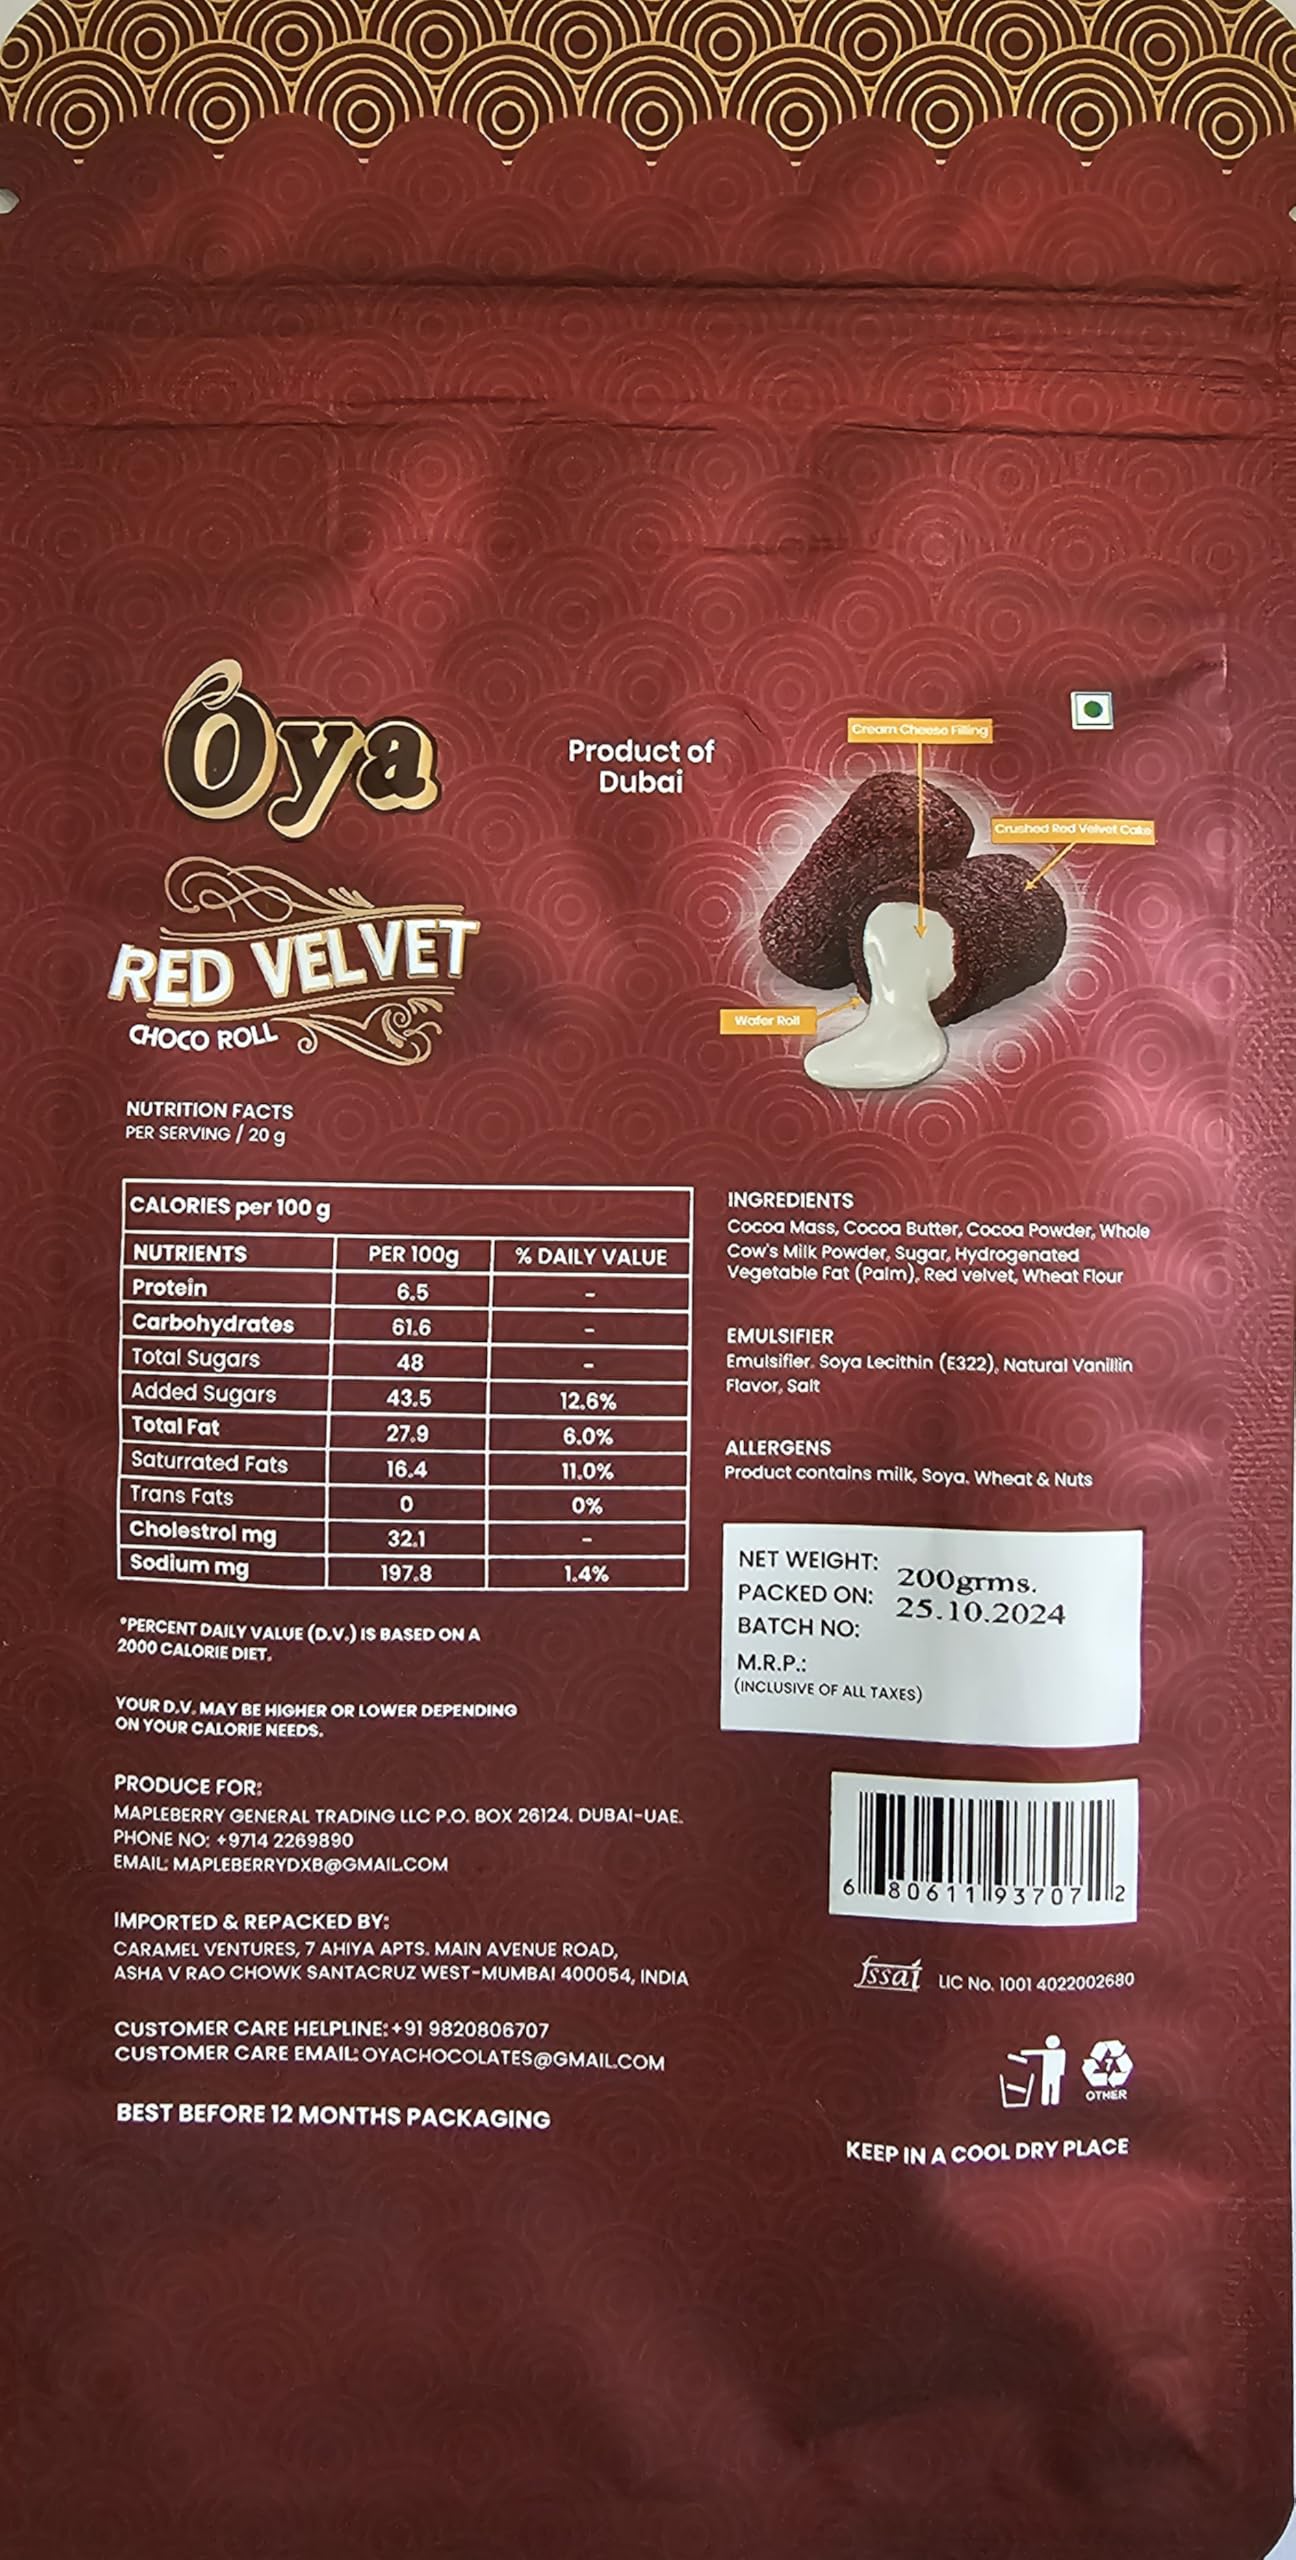 Oya
RED VELVET
CHOCO ROLL
Product of
Dubai
Cream Cheese Filling
Crushed Red Velvet Cake
Wafer Roll
NUTRITION FACTS
PER SERVING / 20 g
CALORIES per 100 g
NUTRIENTS PER 100g % DAILY VALUE
Protein 6.5 -
Carbohydrates 61.6 -
Total Sugars 48 -
Added Sugars 43.5 12.6%
Total Fat 27.9 6.0%
Saturrated Fats 16.4 11.0%
Trans Fats 0 0%
Cholestrol mg 32.1 -
Sodium mg 197.8 1.4%
*PERCENT DAILY VALUE (D.V.) IS BASED ON A
2000 CALORIE DIET.
YOUR D.V. MAY BE HIGHER OR LOWER DEPENDING
ON YOUR CALORIE NEEDS.
PRODUCE FOR:
MAPLEBERRY GENERAL TRADING LLC P.O. BOX 26124. DUBAI-UAE.
PHONE NO: +9714 2269890
EMAIL: MAPLEBERRYDXB@GMAIL.COM
IMPORTED & REPACKED BY:
CARAMEL VENTURES, 7 AHIYA APTS. MAIN AVENUE ROAD,
ASHA V RAO CHOWK SANTACRUZ WEST-MUMBAI 400054, INDIA
CUSTOMER CARE HELPLINE:+91 9820806707
CUSTOMER CARE EMAIL: OYACHOCOLATES@GMAIL.COM
BEST BEFORE 12 MONTHS PACKAGING
INGREDIENTS
Cocoa Mass, Cocoa Butter, Cocoa Powder, Whole
Cow's Milk Powder, Sugar, Hydrogenated
Vegetable Fat (Palm), Red velvet, Wheat Flour
EMULSIFIER
Emulsifier. Soya Lecithin (E322), Natural Vanillin
Flavor, Salt
ALLERGENS
Product contains milk, Soya, Wheat & Nuts
NET WEIGHT: 200grms.
PACKED ON: 25.10.2024
BATCH NO:
M.R.P.:
(INCLUSIVE OF ALL TAXES)
6 80611 93707 2
fssai LIC No. 1001 4022002680
7
OTHER
KEEP IN A COOL DRY PLACE